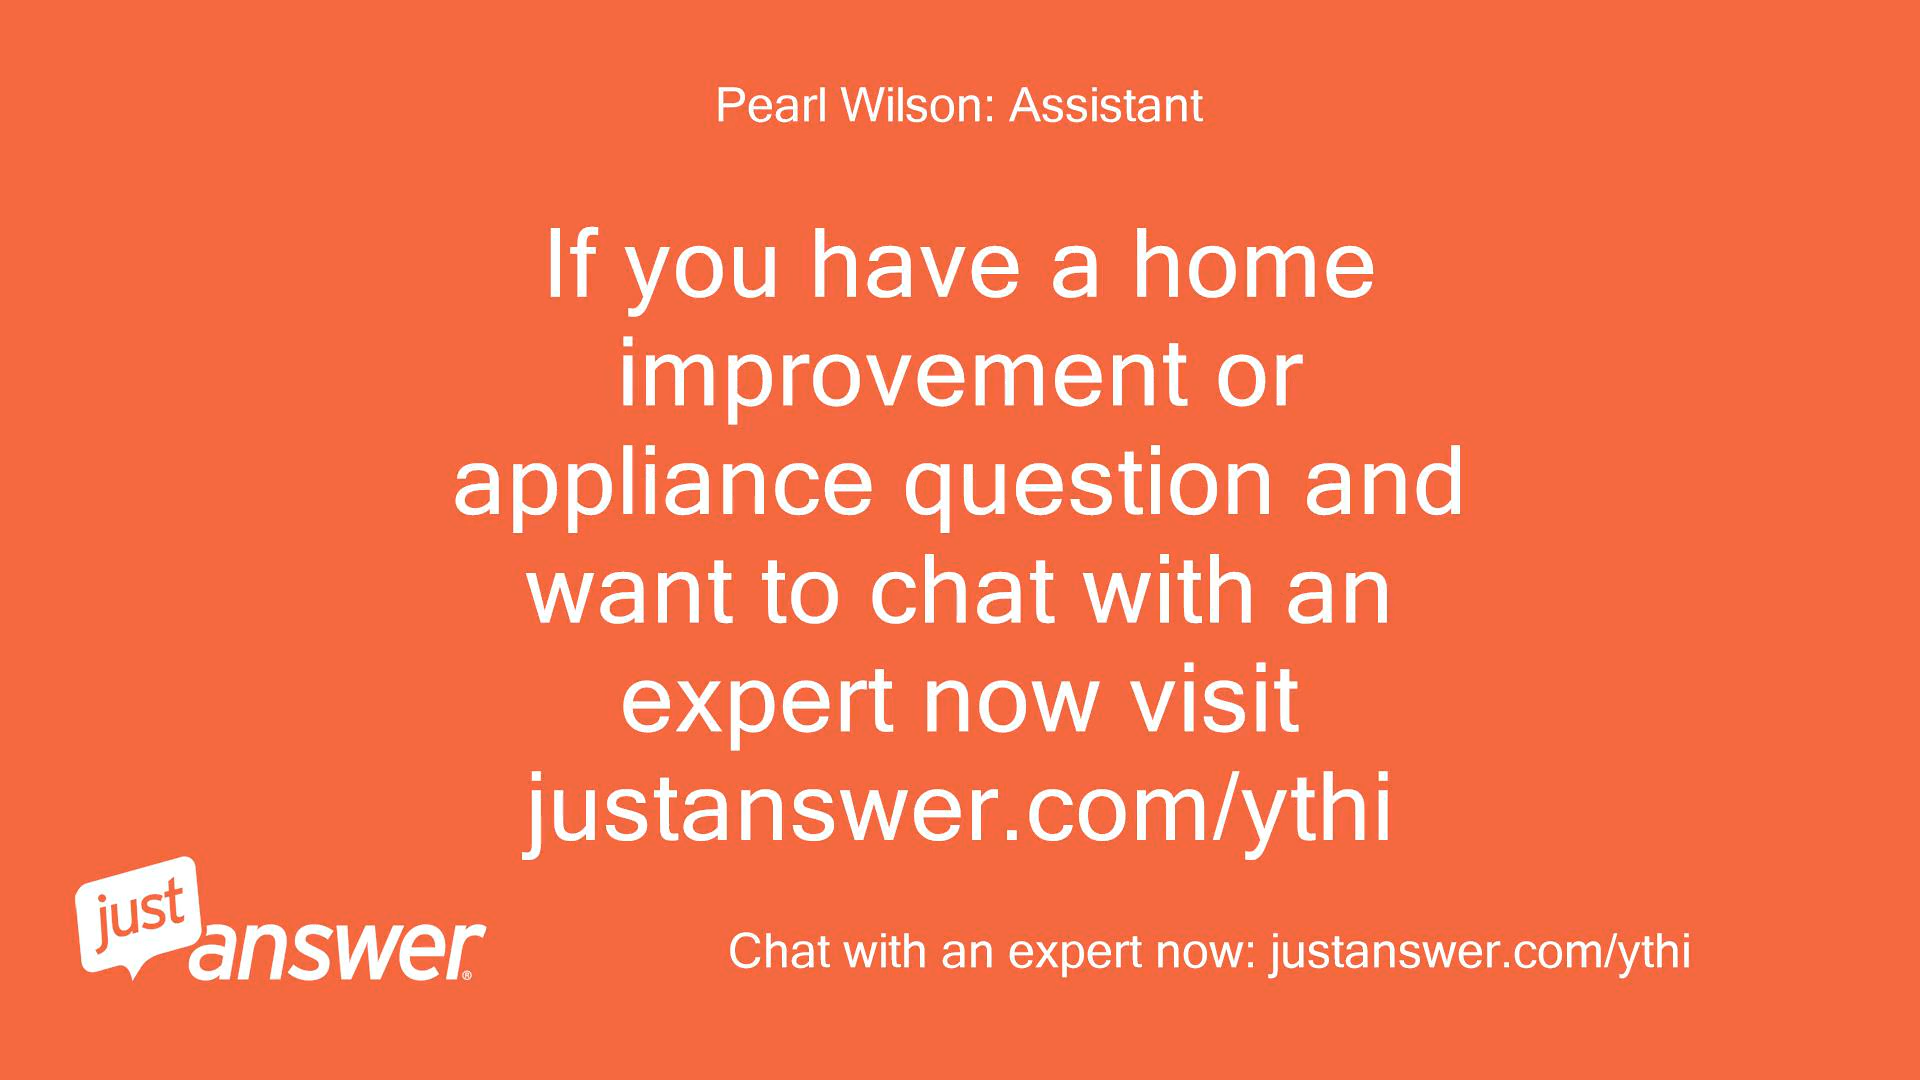 Pearl Wilson: Assistant
If you have a home
improvement or
appliance question and
want to chat with an
expert now visit
justanswer.com/ythi
just
answer®
Chat with an expert now: justanswer.com/ythi